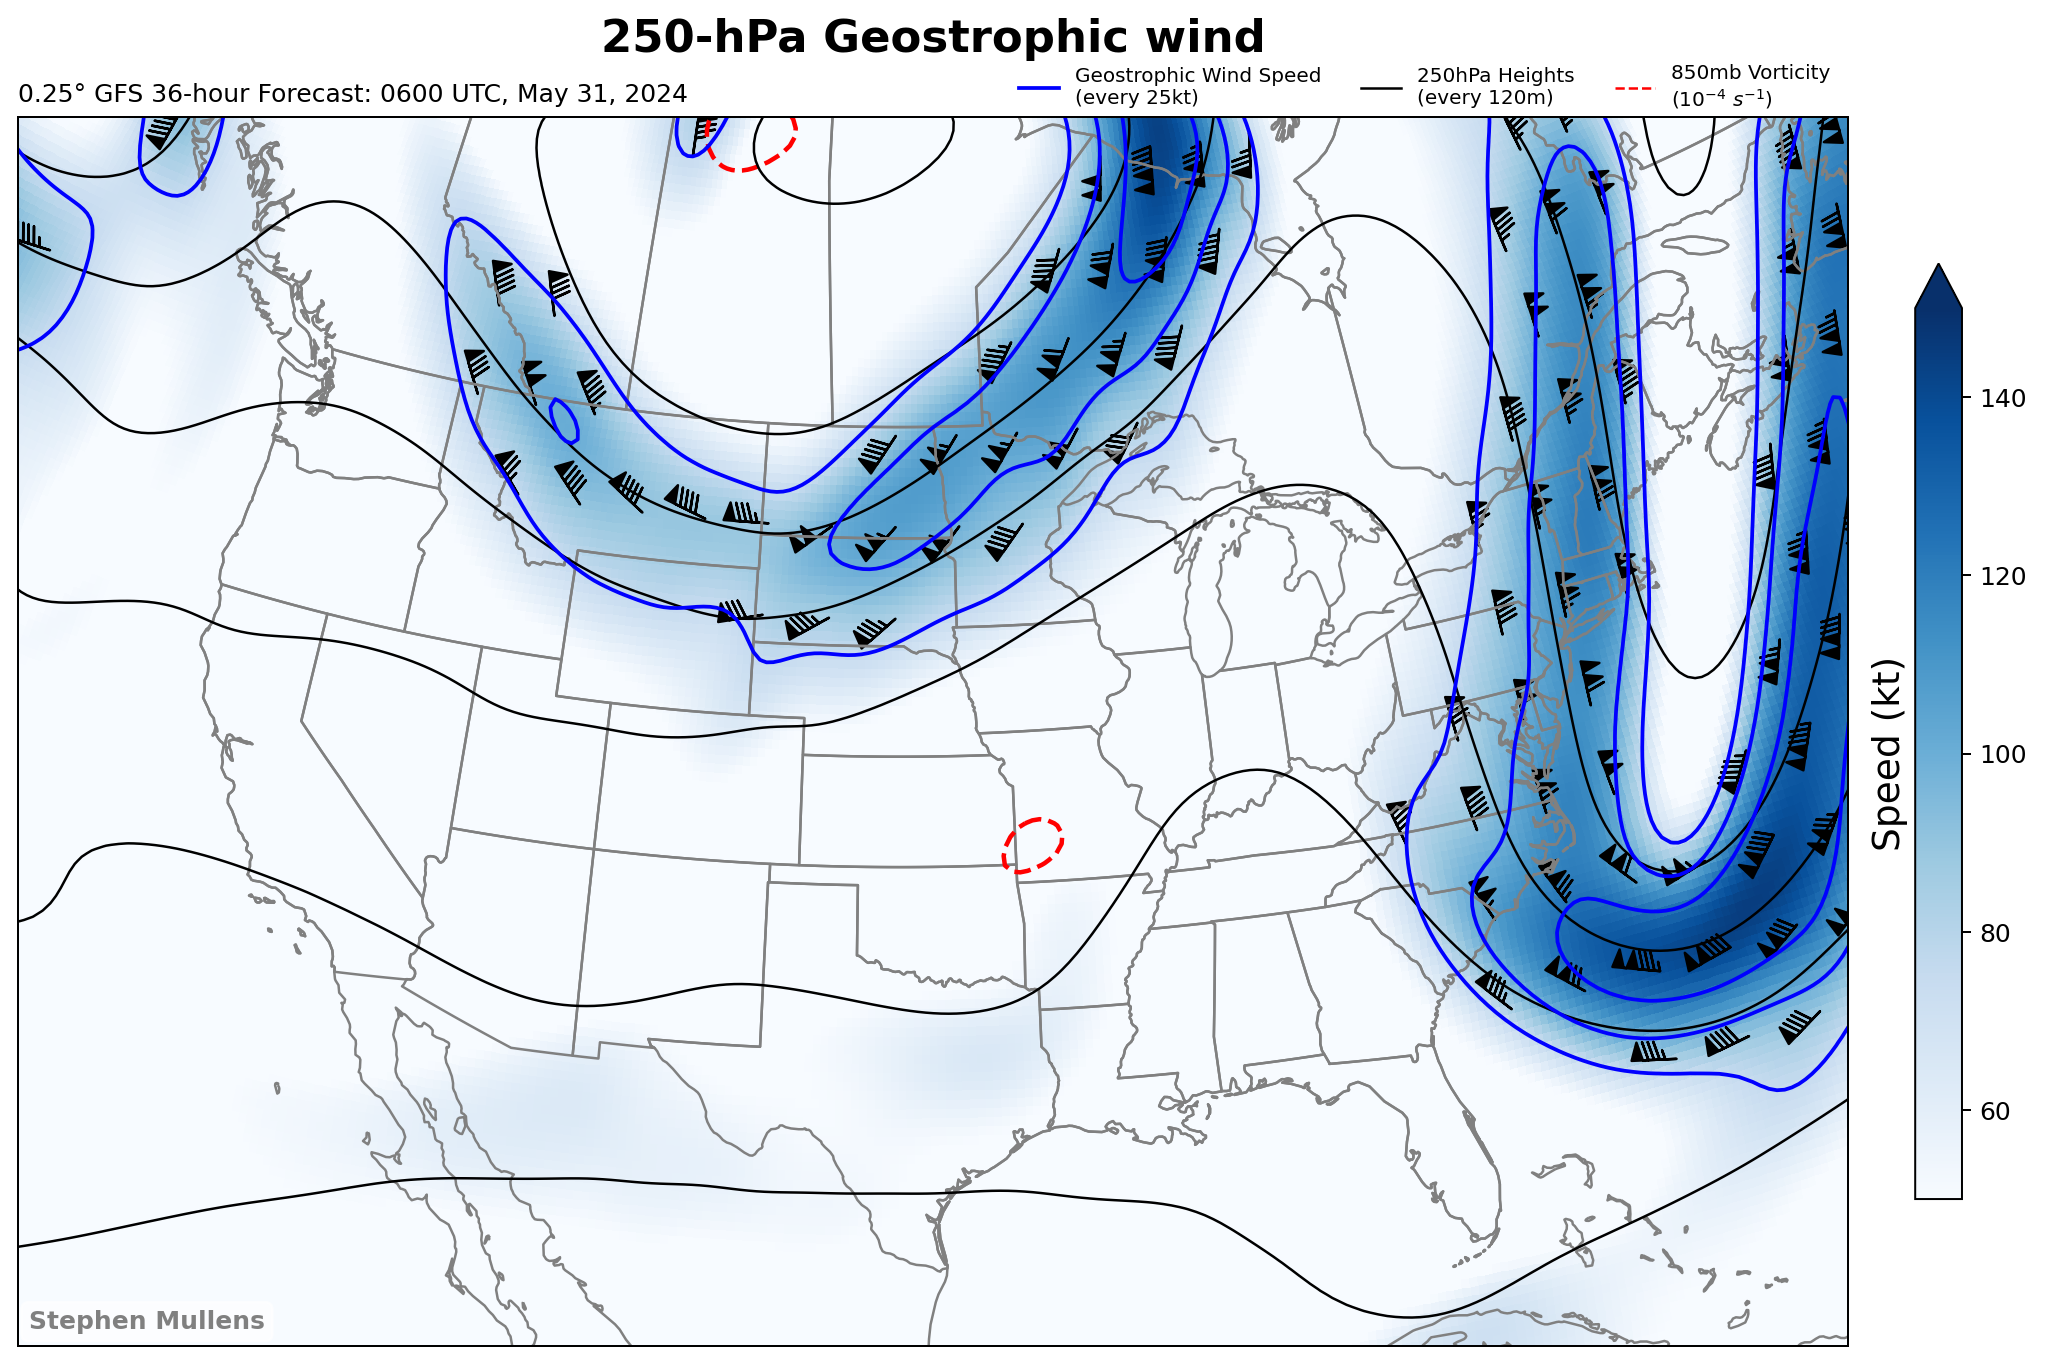 250-hPa Geostrophic wind
0.25° GFS 36-hour Forecast: 0600 UTC, May 31, 2024
Geostrophic Wind Speed
(every 25kt)
250hPa Heights
(every 120m)
850mb Vorticity
(10⁻⁴ s⁻¹)
140
120
100
80
60
Speed (kt)
Stephen Mullens